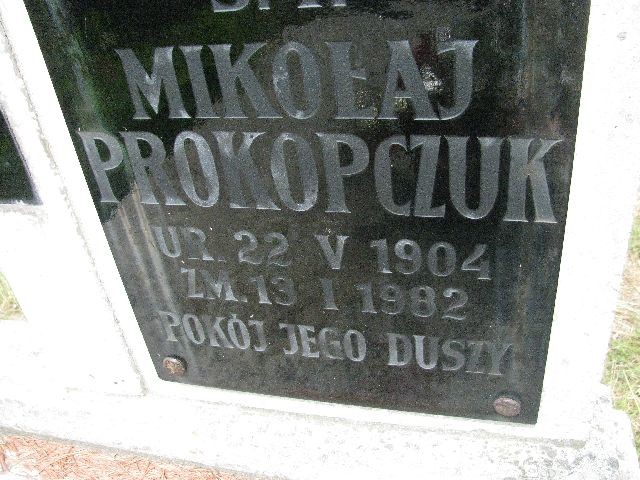 MIKOŁAJ
PROKOPCZUK
UR. 22 V 1904
ZM. 13 I 1982
POKÓJ JEGO DUSZY